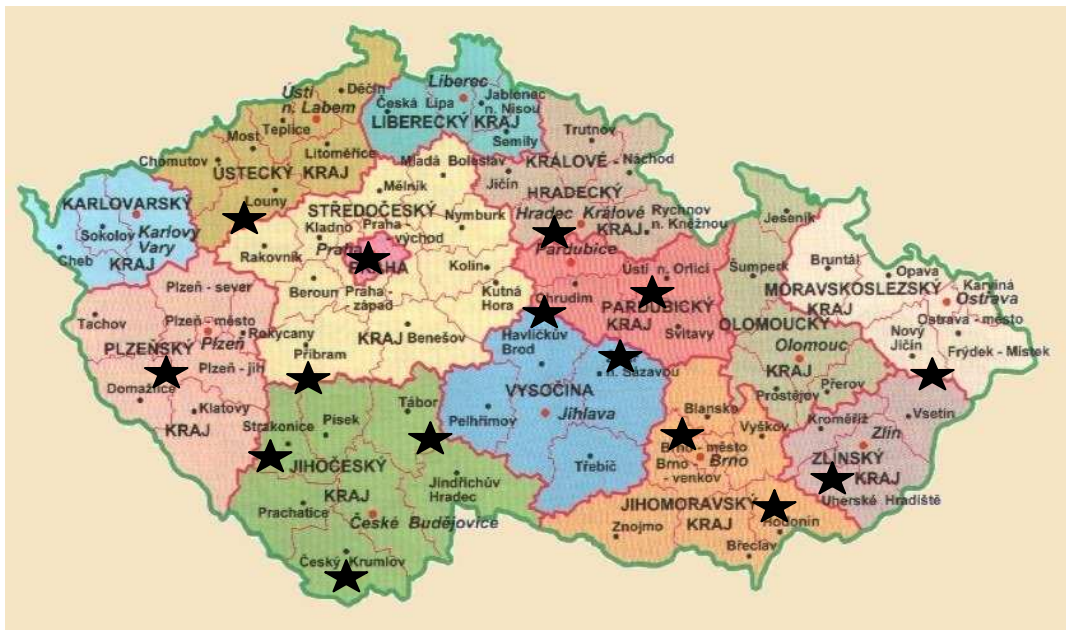 Liberec
Děčín
Ústí
n. Labem
Česká Lípa
Jablonec
n. Nisou
Teplice
LIBERECKÝ KRAJ
Most
Semily
Trutnov
Litoměřice
Chomutov
ÚSTECKÝ KRAJ
Mladá Boleslav
KRÁLOVÉ -
Náchod
Jičín
Mělník
HRADECKÝ
Louny
KARLOVARSKÝ
STŘEDOČESKÝ
Nymburk
Hradec Králové
Rychnov
n. Kněžnou
KRAJ
Jeseník
Kladno
Praha -
východ
Sokolov
Karlovy
Vary
Praha
Rakovník
Pardubice
Cheb
KRAJ
Kolín
Ústí n. Orlicí
Šumperk
Bruntál
Opava
Karviná
Plzeň - sever
Beroun
Praha -
západ
Kutná
Hora
Chrudim
PARDUBICKÝ
KRAJ
MORAVSKOSLEZSKÝ
KRAJ
Ostrava
Ostrava - město
Tachov
Plzeň - město
Plzeň
Rokycany
KRAJ
Benešov
Havlíčkův
Brod
Svitavy
OLOMOUCKÝ
Nový
Jičín
PLZEŇSKÝ
Příbram
Olomouc
Frýdek - Místek
Plzeň - jih
n. Sázavou
KRAJ
Domažlice
VYSOČINA
Přerov
Prostějov
Klatovy
Tábor
Pelhřimov
Jihlava
Blansko
Kroměříž
Vsetín
KRAJ
Strakonice
Písek
Vyškov
Zlín
Brno - město
Brno
Brno
- venkov
JIHOČESKÝ
Třebíč
ZLÍNSKÝ
KRAJ
Jindřichův
Hradec
KRAJ
Uherské Hradiště
Prachatice
JIHOMORAVSKÝ
KRAJ
České Budějovice
Znojmo
Hodonín
Břeclav
Český Krumlov